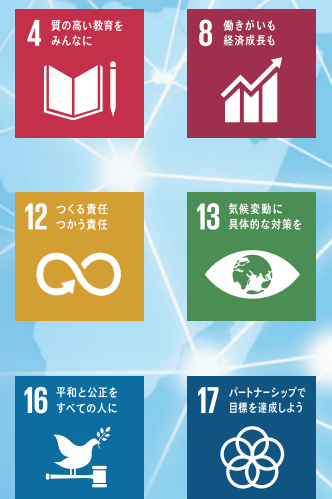 4 質の高い教育を
みんなに
8 働きがいも
経済成長も
12 つくる責任
つかう責任
13 気候変動に
具体的な対策を
16 平和と公正を
すべての人に
17 パートナーシップで
目標を達成しよう